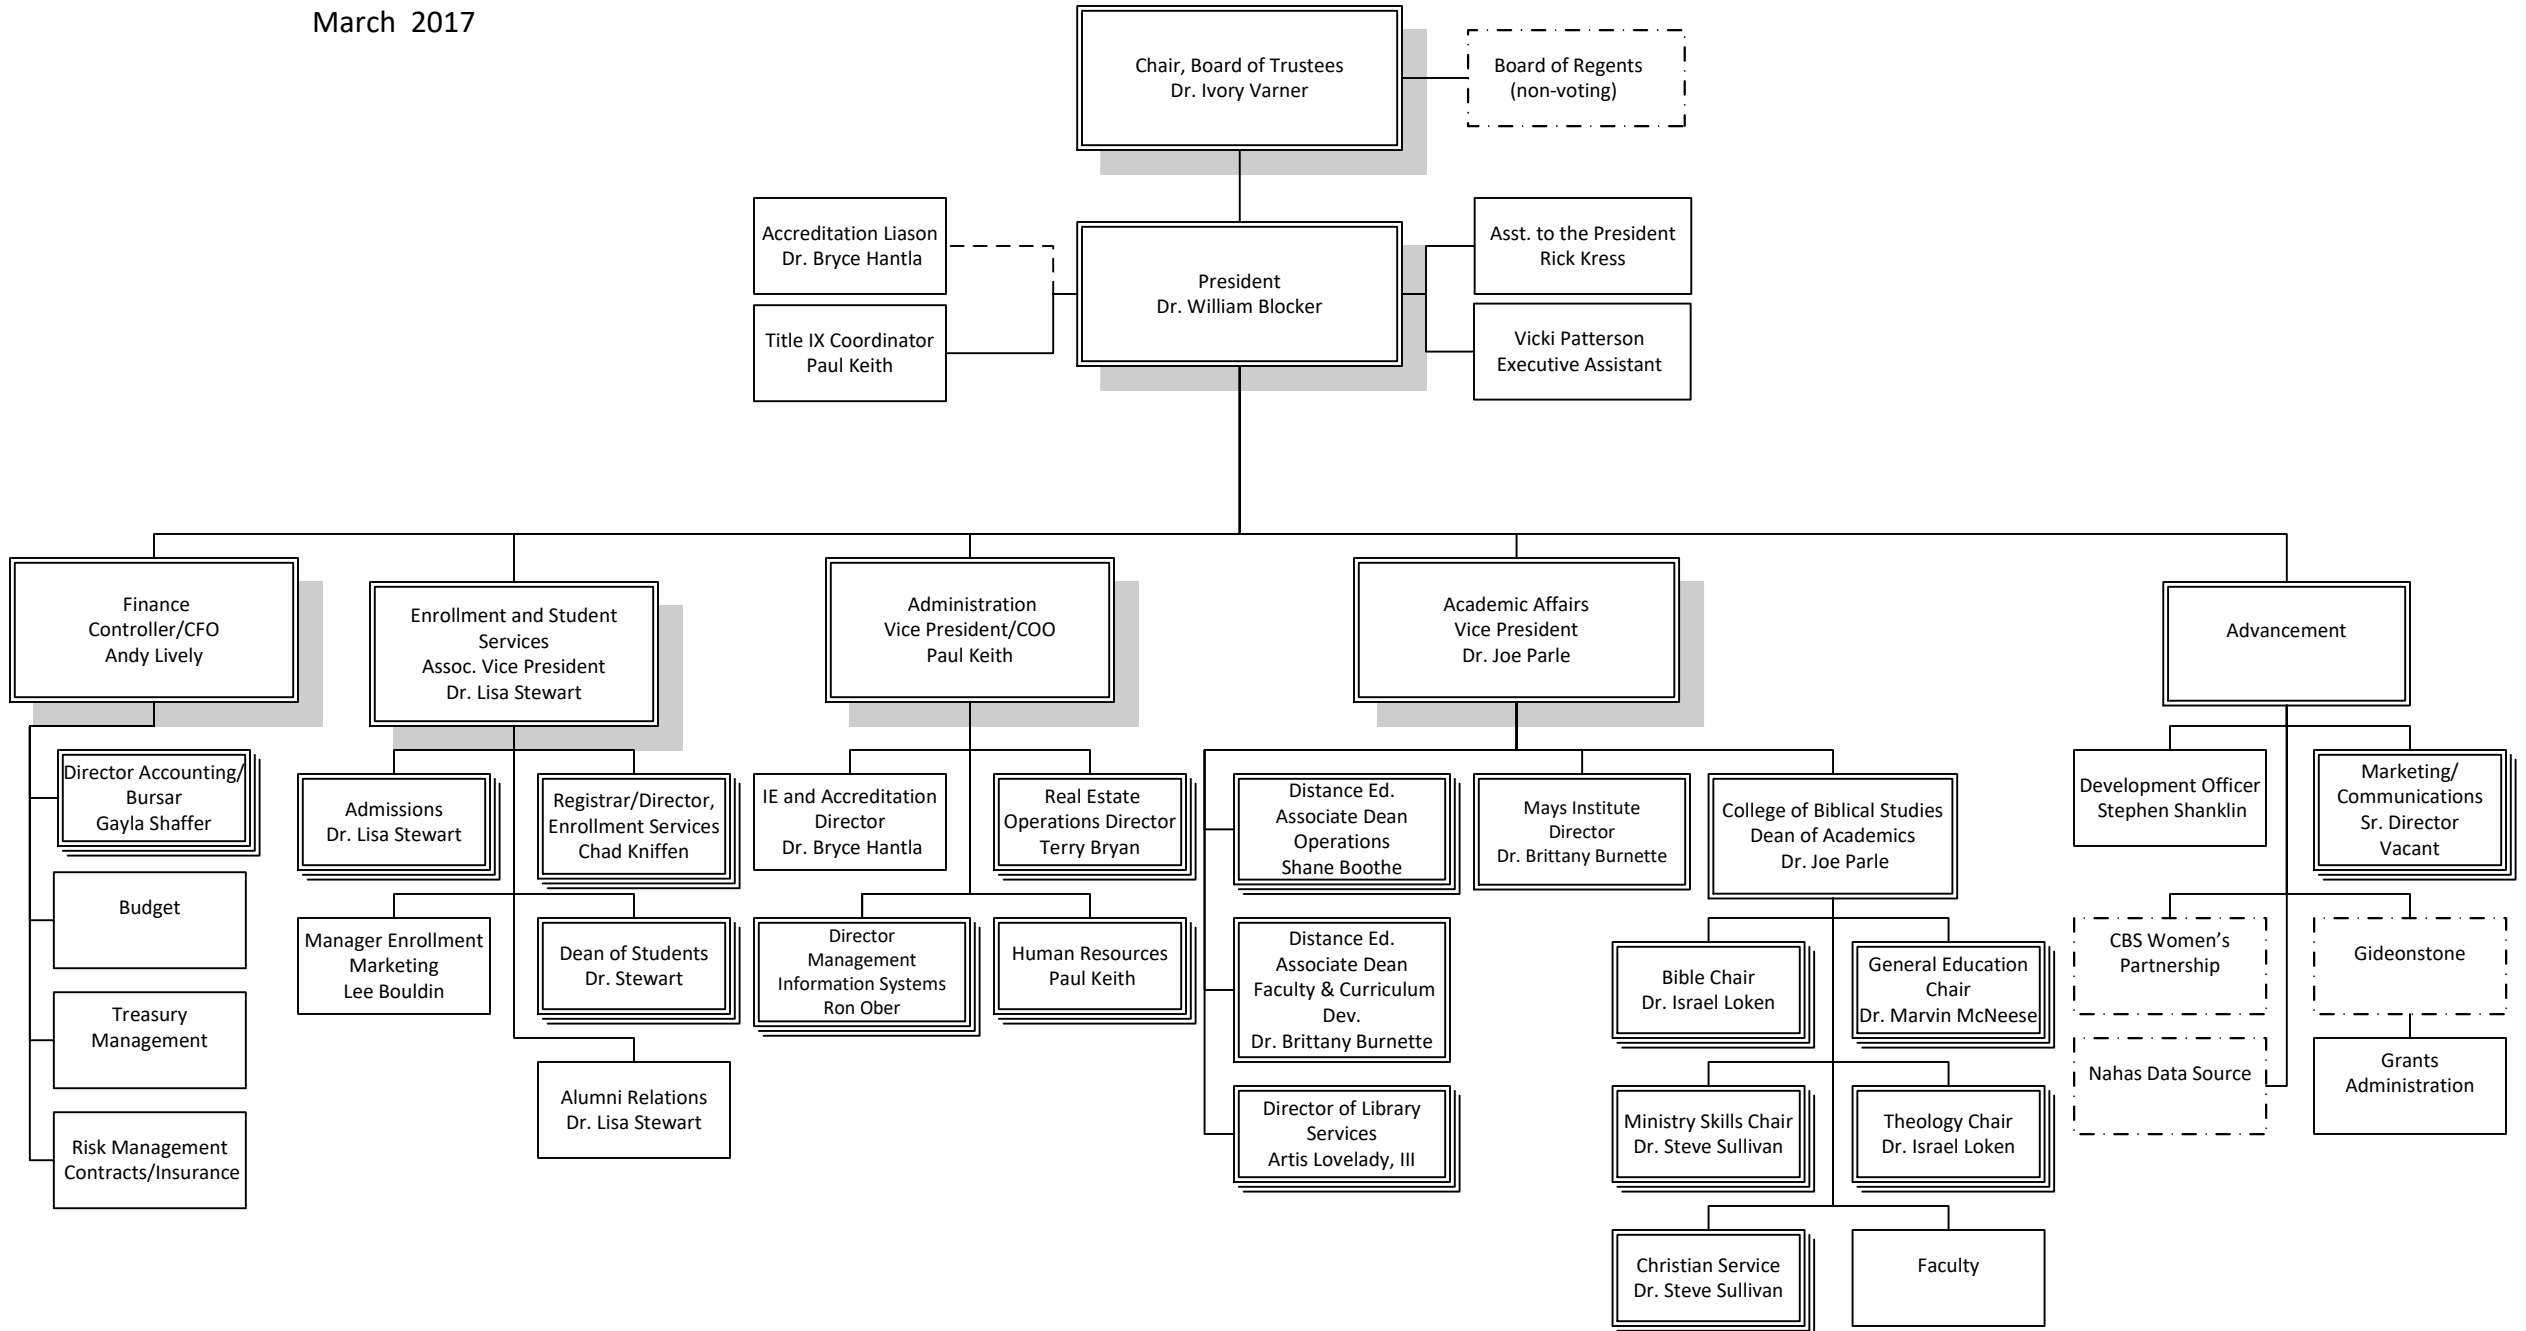 March 2017
Chair, Board of Trustees
Dr. Ivory Varner
Board of Regents
(non-voting)
Accreditation Liason
Dr. Bryce Hantla
Title IX Coordinator
Paul Keith
President
Dr. William Blocker
Asst. to the President
Rick Kress
Vicki Patterson
Executive Assistant
Finance
Controller/CFO
Andy Lively
Enrollment and Student
Services
Assoc. Vice President
Dr. Lisa Stewart
Administration
Vice President/COO
Paul Keith
Academic Affairs
Vice President
Dr. Joe Parle
Advancement
Director Accounting/
Bursar
Gayla Shaffer
Budget
Treasury
Management
Risk Management
Contracts/Insurance
Admissions
Dr. Lisa Stewart
Registrar/Director,
Enrollment Services
Chad Kniffen
Manager Enrollment
Marketing
Lee Bouldin
Dean of Students
Dr. Stewart
Alumni Relations
Dr. Lisa Stewart
IE and Accreditation
Director
Dr. Bryce Hantla
Real Estate
Operations Director
Terry Bryan
Director
Management
Information Systems
Ron Ober
Human Resources
Paul Keith
Distance Ed.
Associate Dean
Operations
Shane Boothe
Distance Ed.
Associate Dean
Faculty & Curriculum
Dev.
Dr. Brittany Burnette
Director of Library
Services
Artis Lovelady, III
Mays Institute
Director
Dr. Brittany Burnette
College of Biblical Studies
Dean of Academics
Dr. Joe Parle
Bible Chair
Dr. Israel Loken
General Education
Chair
Dr. Marvin McNeese
Ministry Skills Chair
Dr. Steve Sullivan
Theology Chair
Dr. Israel Loken
Christian Service
Dr. Steve Sullivan
Faculty
Development Officer
Stephen Shanklin
Marketing/
Communications
Sr. Director
Vacant
CBS Women’s
Partnership
Gideonstone
Nahas Data Source
Grants
Administration